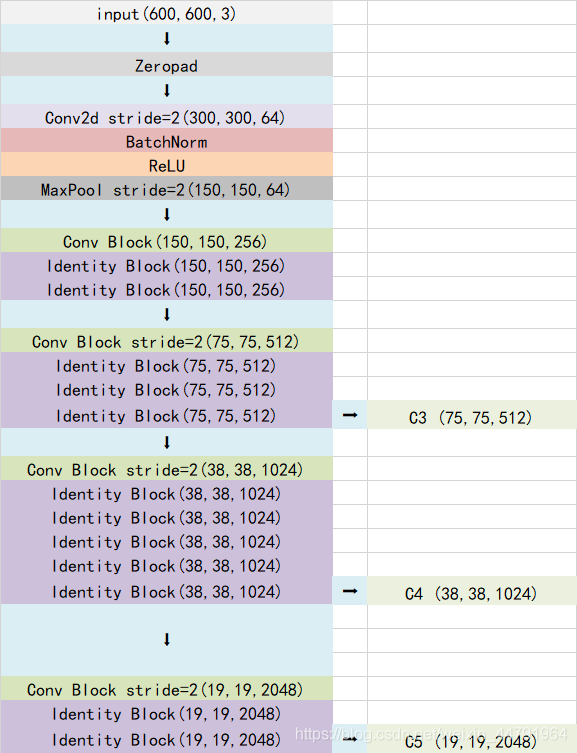 input(600,600,3)
↓
Zeropad
↓
Conv2d stride=2(300,300,64)
BatchNorm
ReLU
MaxPool stride=2(150,150,64)
↓
Conv Block(150,150,256)
Identity Block(150,150,256)
Identity Block(150,150,256)
↓
Conv Block stride=2(75,75,512)
Identity Block(75,75,512)
Identity Block(75,75,512)
Identity Block(75,75,512) → C3 (75,75,512)
↓
Conv Block stride=2(38,38,1024)
Identity Block(38,38,1024)
Identity Block(38,38,1024)
Identity Block(38,38,1024)
Identity Block(38,38,1024)
Identity Block(38,38,1024) → C4 (38,38,1024)
↓
Conv Block stride=2(19,19,2048)
Identity Block(19,19,2048)
Identity Block(19,19,2048) → C5 (19,19,2048)